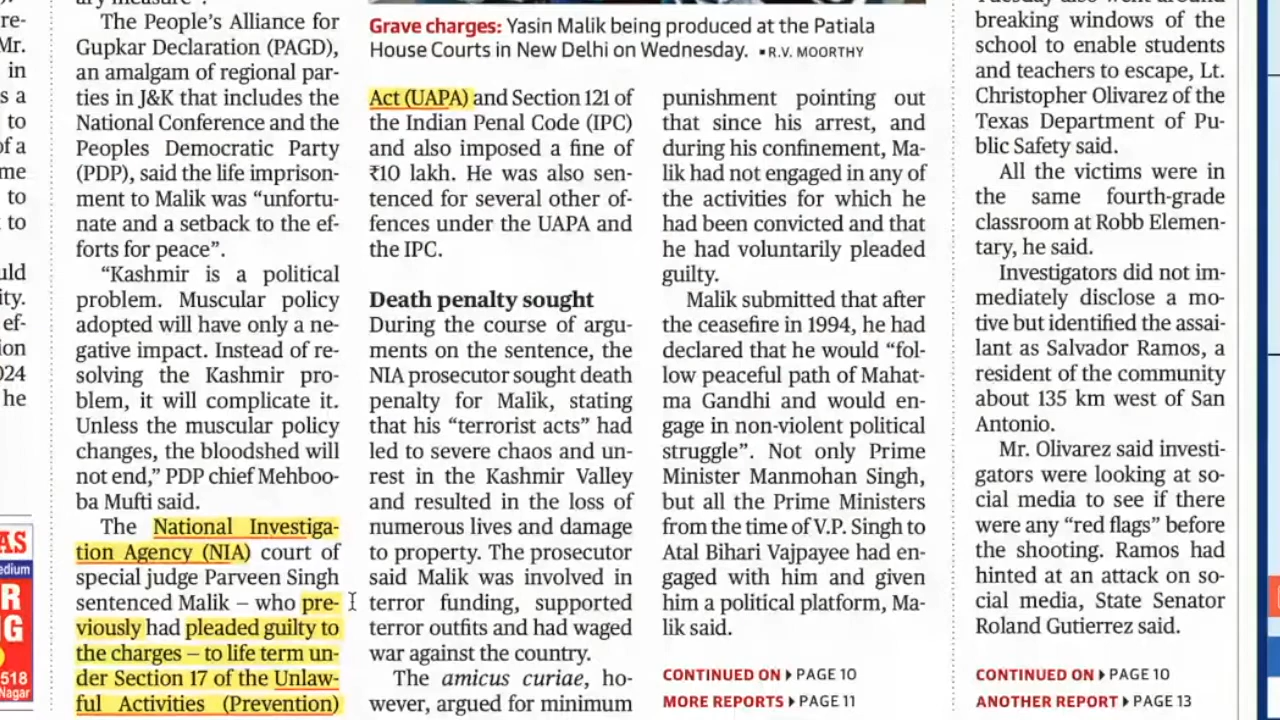 re-
Mr.
in
s a
to
of a
me
to
to
uld
ity.
ef-
ion
024
he
AS
edium
R
G
518
Nagar
The People's Alliance for
Gupkar Declaration (PAGD),
an amalgam of regional par-
ties in J&K that includes the
National Conference and the
Peoples Democratic Party
(PDP), said the life imprison-
ment to Malik was "unfortu-
nate and a setback to the ef-
forts for peace".
"Kashmir is a political
problem. Muscular policy
adopted will have only a ne-
gative impact. Instead of re-
solving the Kashmir pro-
blem, it will complicate it.
Unless the muscular policy
changes, the bloodshed will
not end," PDP chief Mehboo-
ba Mufti said.
The National Investiga-
tion Agency (NIA) court of
special judge Parveen Singh
sentenced Malik – who pre-
viously had pleaded guilty to
the charges – to life term un-
der Section 17 of the Unlaw-
ful Activities (Prevention)
Grave charges: Yasin Malik being produced at the Patiala
House Courts in New Delhi on Wednesday. ▪R.V. MOORTHY
Act (UAPA) and Section 121 of
the Indian Penal Code (IPC)
and also imposed a fine of
₹10 lakh. He was also sen-
tenced for several other of-
fences under the UAPA and
the IPC.
Death penalty sought
During the course of argu-
ments on the sentence, the
NIA prosecutor sought death
penalty for Malik, stating
that his "terrorist acts" had
led to severe chaos and un-
rest in the Kashmir Valley
and resulted in the loss of
numerous lives and damage
to property. The prosecutor
said Malik was involved in
terror funding, supported
terror outfits and had waged
war against the country.
The amicus curiae, ho-
wever, argued for minimum
punishment pointing out
that since his arrest, and
during his confinement, Ma-
lik had not engaged in any of
the activities for which he
had been convicted and that
he had voluntarily pleaded
guilty.
Malik submitted that after
the ceasefire in 1994, he had
declared that he would "fol-
low peaceful path of Mahat-
ma Gandhi and would en-
gage in non-violent political
struggle". Not only Prime
Minister Manmohan Singh,
but all the Prime Ministers
from the time of V.P. Singh to
Atal Bihari Vajpayee had en-
gaged with him and given
him a political platform, Ma-
lik said.
CONTINUED ON ▸ PAGE 10
MORE REPORTS ▸ PAGE 11
breaking windows of the
school to enable students
and teachers to escape, Lt.
Christopher Olivarez of the
Texas Department of Pu-
blic Safety said.
All the victims were in
the same fourth-grade
classroom at Robb Elemen-
tary, he said.
Investigators did not im-
mediately disclose a mo-
tive but identified the assai-
lant as Salvador Ramos, a
resident of the community
about 135 km west of San
Antonio.
Mr. Olivarez said investi-
gators were looking at so-
cial media to see if there
were any "red flags" before
the shooting. Ramos had
hinted at an attack on so-
cial media, State Senator
Roland Gutierrez said.
CONTINUED ON ▸ PAGE 10
ANOTHER REPORT ▸ PAGE 13